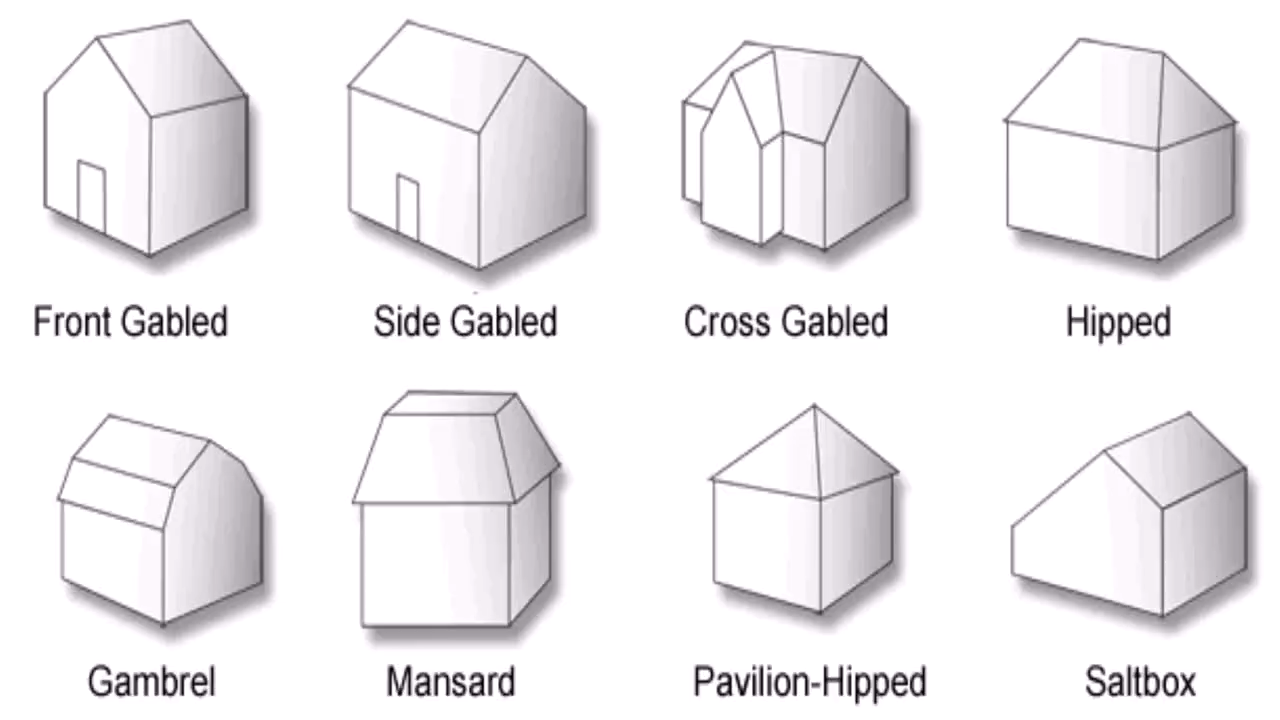 Front Gabled
Side Gabled
Cross Gabled
Hipped
Gambrel
Mansard
Pavilion-Hipped
Saltbox